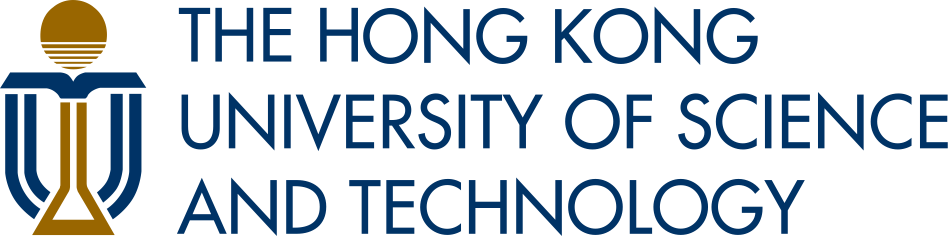 THE HONG KONG
UNIVERSITY OF SCIENCE
AND TECHNOLOGY